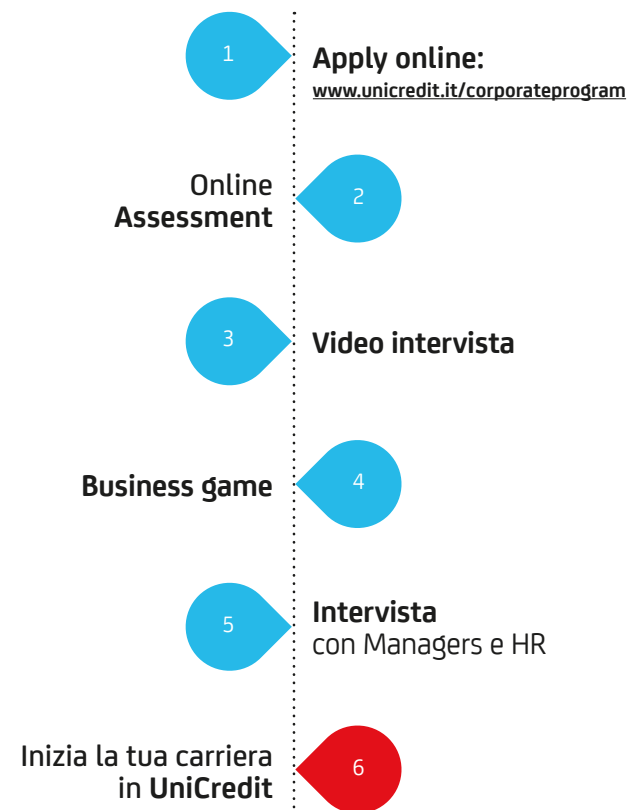 1
Apply online:
www.unicredit.it/corporateprogram
Online
Assessment
2
3
Video intervista
Business game
4
5
Intervista
con Managers e HR
Inizia la tua carriera
in UniCredit
6